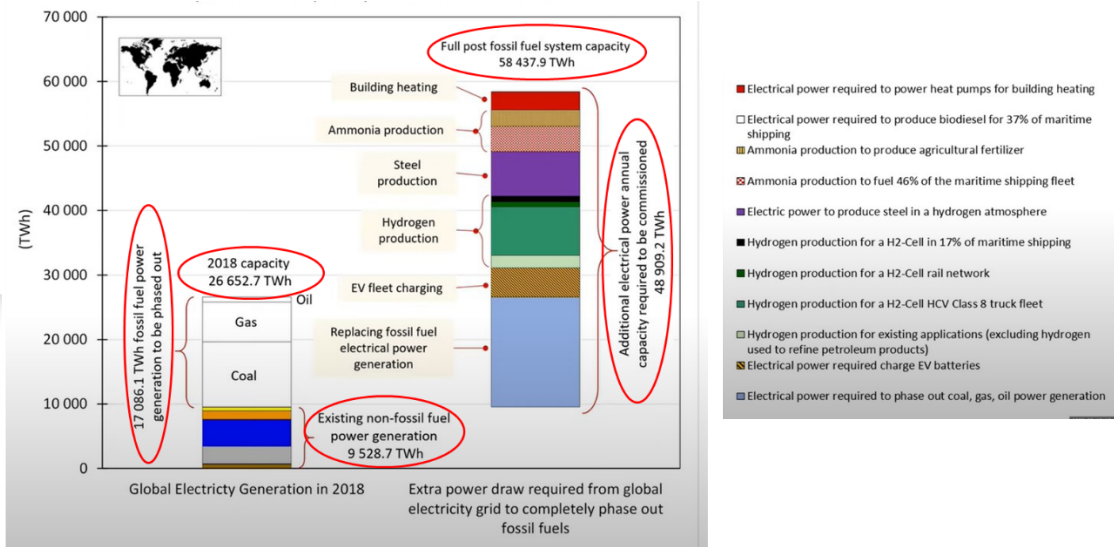 70 000
60 000
50 000
40 000
30 000
20 000
10 000
0
(TWh)
17 086.1 TWh fossil fuel power
generation to be phased out
2018 capacity
26 652.7 TWh
Oil
Gas
Coal
Existing non-fossil fuel
power generation
9 528.7 TWh
Global Electricty Generation in 2018
Full post fossil fuel system capacity
58 437.9 TWh
Building heating
Ammonia production
Steel
production
Hydrogen
production
EV fleet charging
Replacing fossil fuel
electrical power
generation
Additional electrical power annual
capacity required to be commissioned
48 909.2 TWh
Extra power draw required from global
electricity grid to completely phase out
fossil fuels
Electrical power required to power heat pumps for building heating
Electrical power required to produce biodiesel for 37% of maritime
shipping
Ammonia production to produce agricultural fertilizer
Ammonia production to fuel 46% of the maritime shipping fleet
Electric power to produce steel in a hydrogen atmosphere
Hydrogen production for a H2-Cell in 17% of maritime shipping
Hydrogen production for a H2-Cell rail network
Hydrogen production for a H2-Cell HCV Class 8 truck fleet
Hydrogen production for existing applications (excluding hydrogen
used to refine petroleum products)
Electrical power required charge EV batteries
Electrical power required to phase out coal, gas, oil power generation